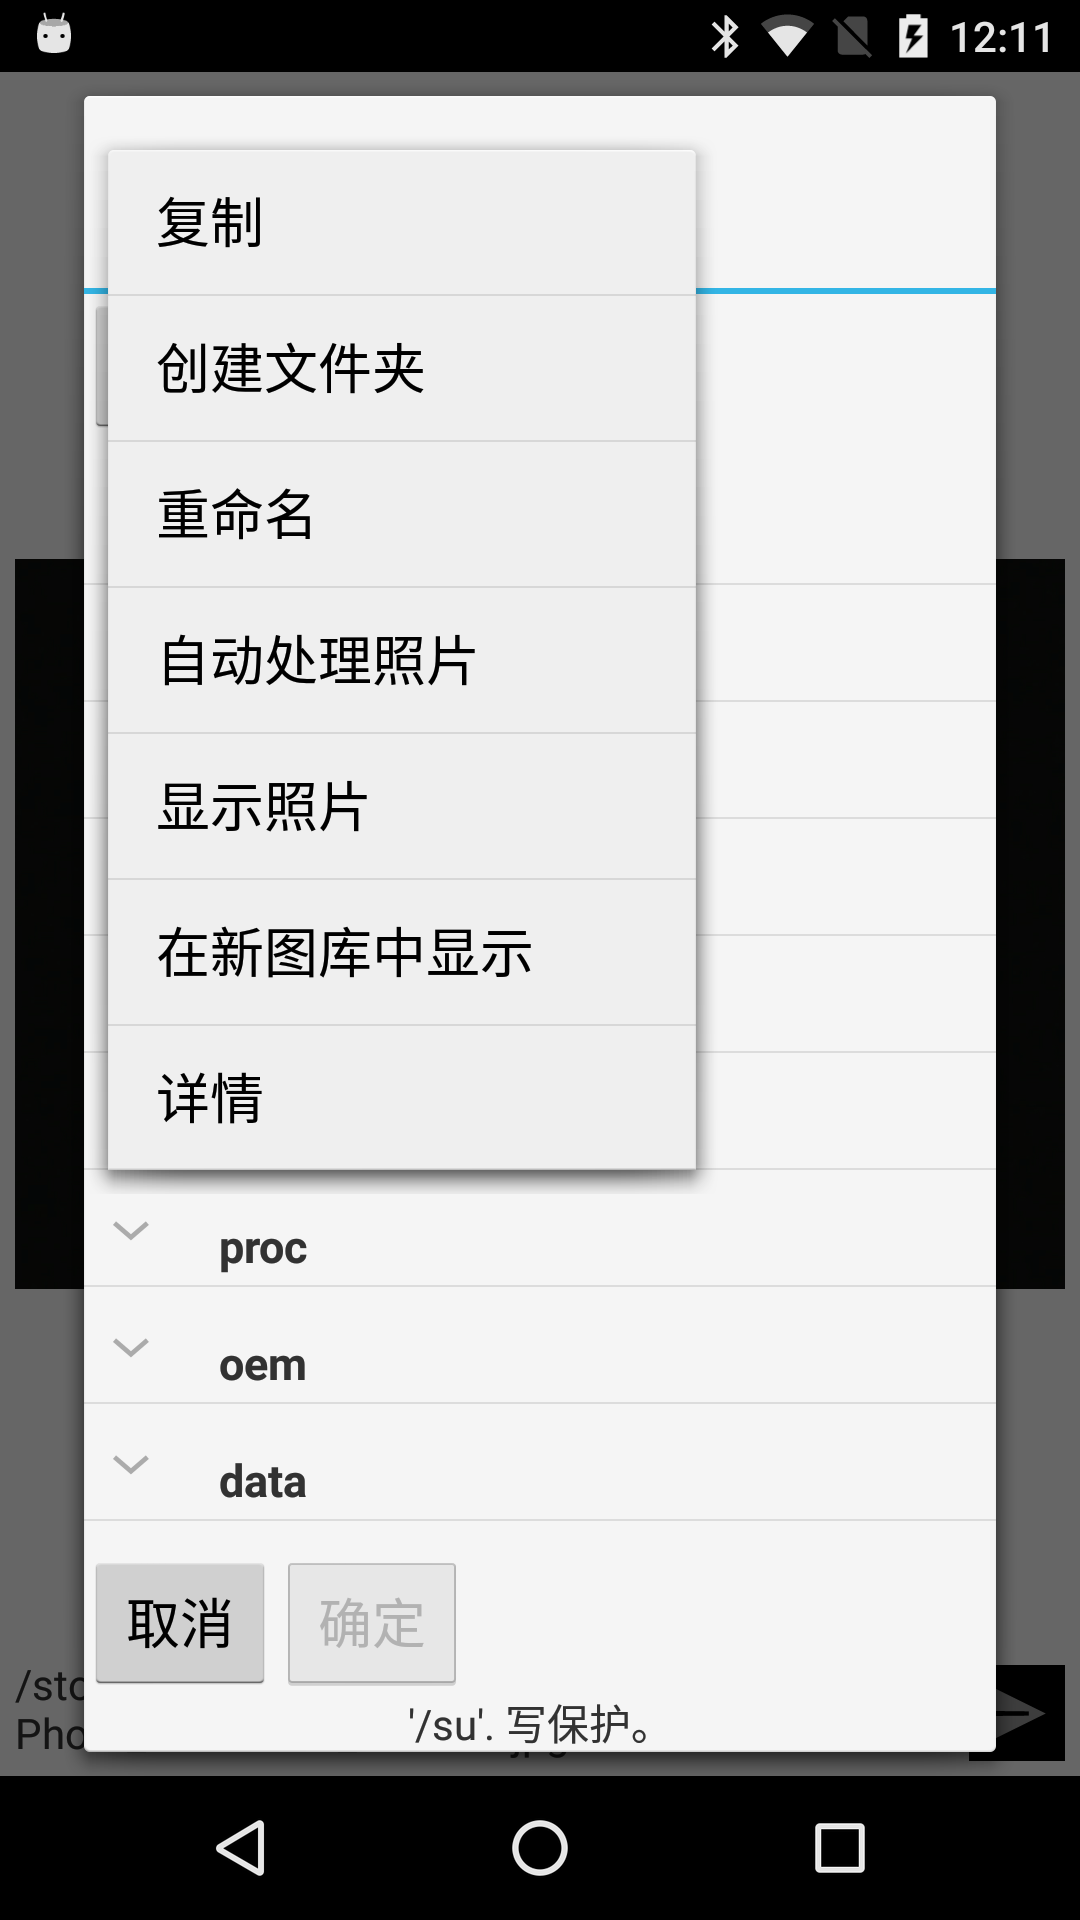 12:11
复制
创建文件夹
重命名
自动处理照片
显示照片
在新图库中显示
详情
proc
oem
data
取消
确定
/sto
Pho
'/su'. 写保护。